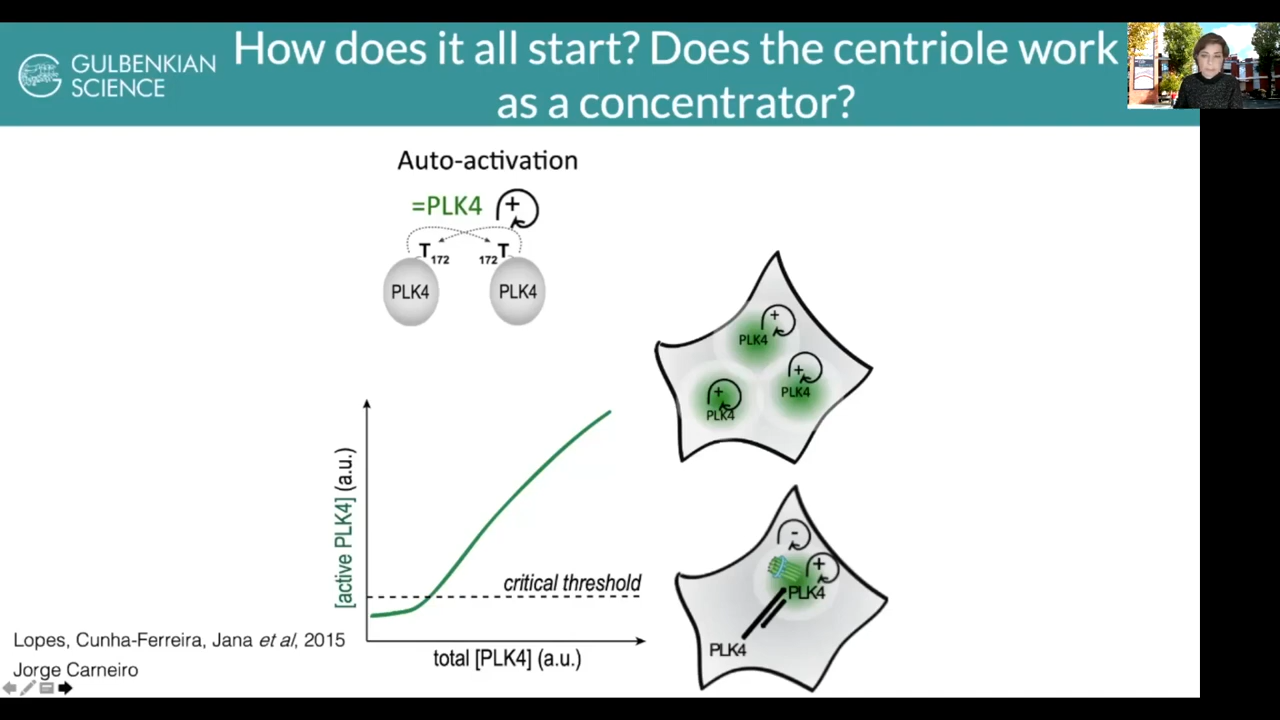 GULBENKIAN
SCIENCE
How does it all start? Does the centriole work
as a concentrator?
Auto-activation
=PLK4 +
T172 172T
PLK4 PLK4
+
PLK4
+
PLK4
+
PLK4
[active PLK4] (a.u.)
critical threshold
total [PLK4] (a.u.)
-
+
PLK4
PLK4
Lopes, Cunha-Ferreira, Jana et al, 2015
Jorge Carneiro